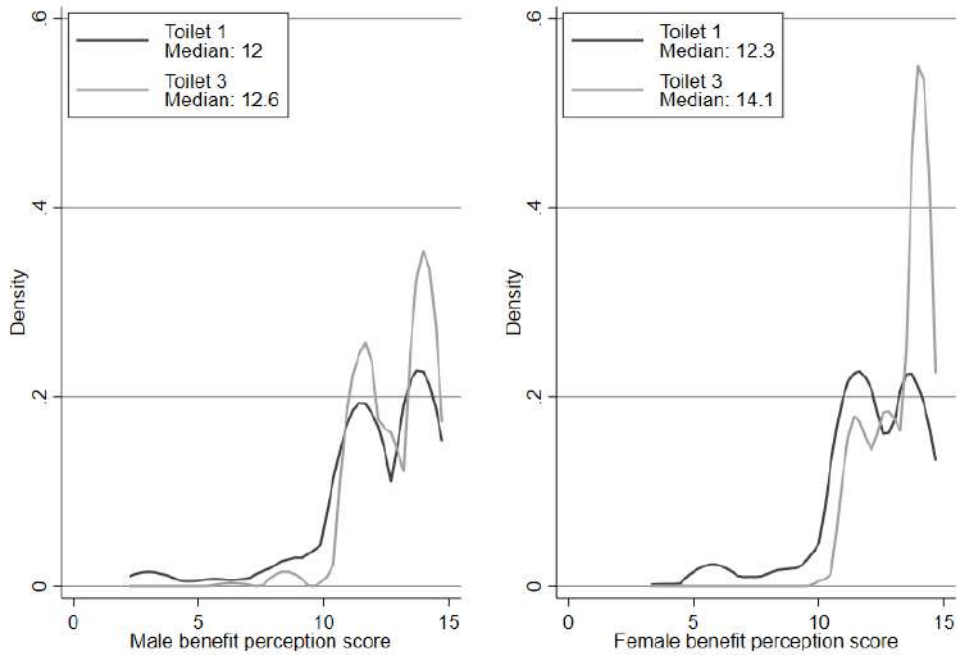 Toilet 1
Median: 12
Toilet 3
Median: 12.6
Density
.6
.4
.2
0
0 5 10 15
Male benefit perception score
Toilet 1
Median: 12.3
Toilet 3
Median: 14.1
Density
.6
.4
.2
0
0 5 10 15
Female benefit perception score